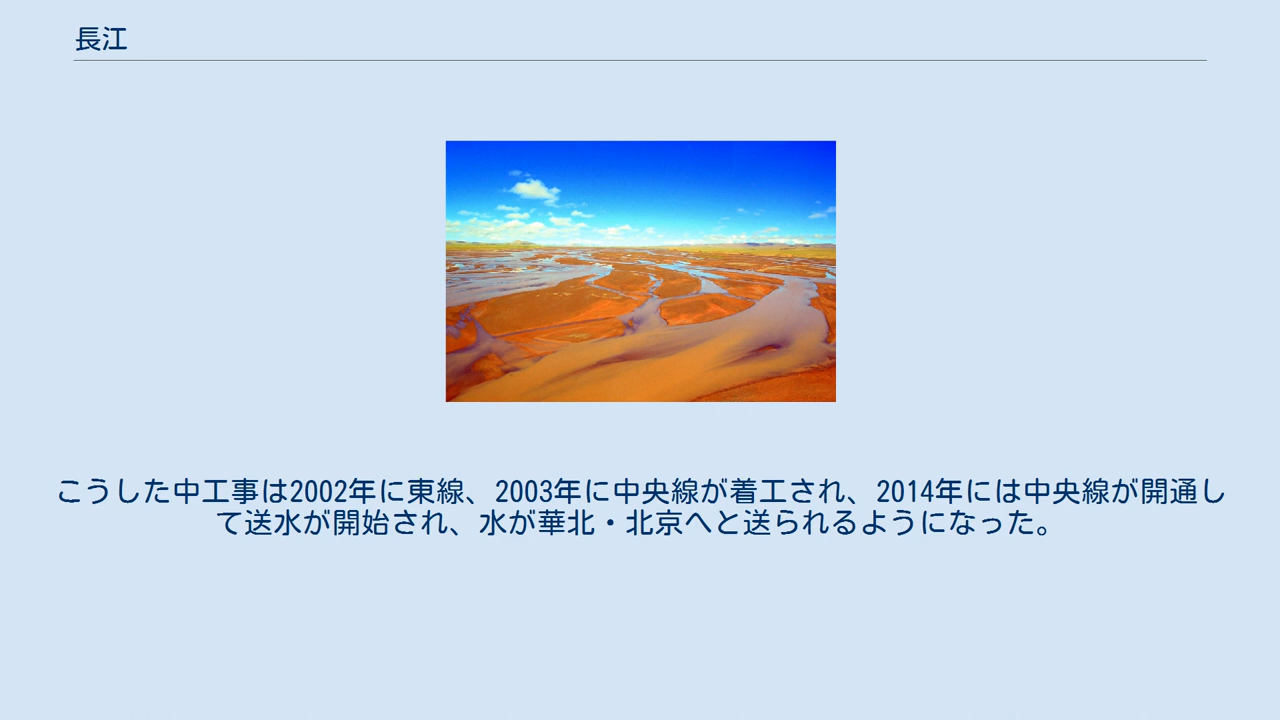 長江
こうした中工事は2002年に東線、2003年に中央線が着工され、2014年には中央線が開通し
て送水が開始され、水が華北・北京へと送られるようになった。